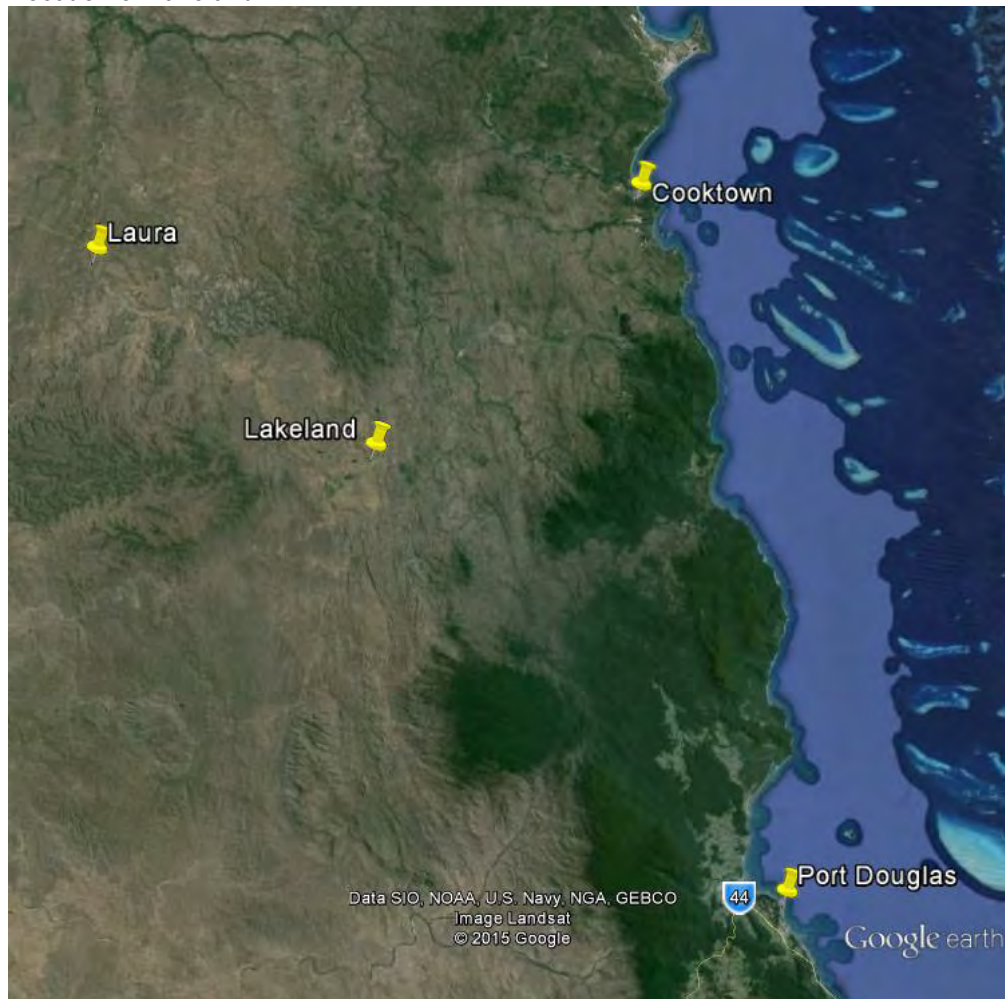 Cooktown
Laura
Lakeland
Port Douglas
44
Data SIO, NOAA, U.S. Navy, NGA, GEBCO
Image Landsat
© 2015 Google
Google earth